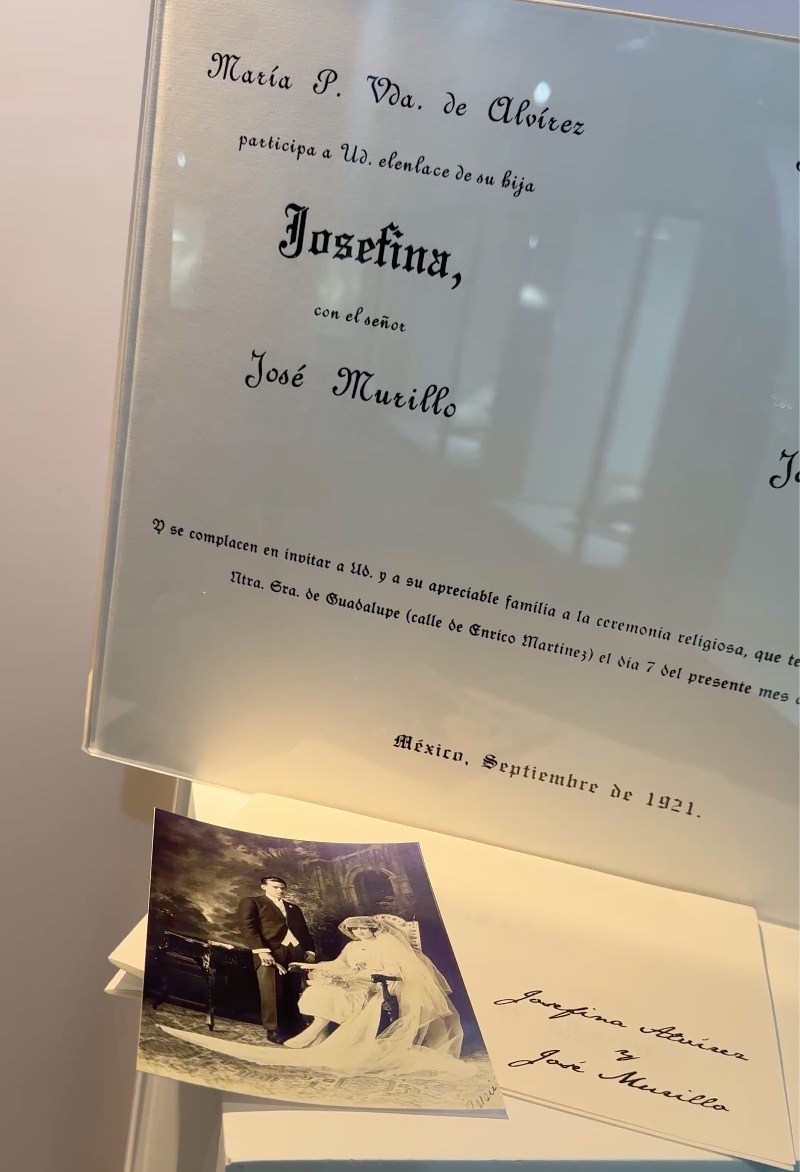 María P. Vda. de Alvírez
participa a Ud. elenlace de su hija
Josefina,
con el señor
José Murillo
Y se complacen en invitar a Ud. y a su apreciable familia a la ceremonia religiosa, que te
Ntra. Sra. de Guadalupe (calle de Enrico Martínez) el día 7 del presente mes
México, Septiembre de 1921.
Josefina Alvírez
y
José Murillo